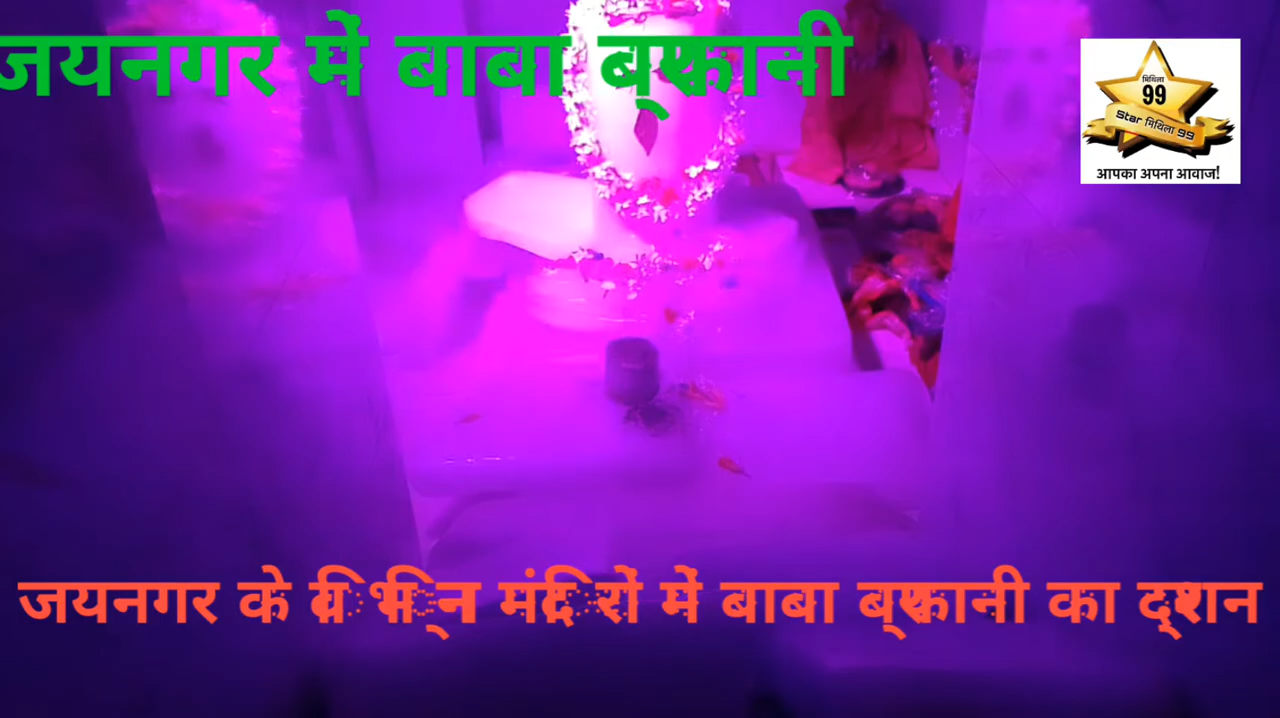 जयनगर में बाबा बर्फानी
मिथिला
99
Star मिथिला 99
आपका अपना आवाज!
जयनगर के विभिन्न मंदिरों में बाबा बर्फानी का दर्शन